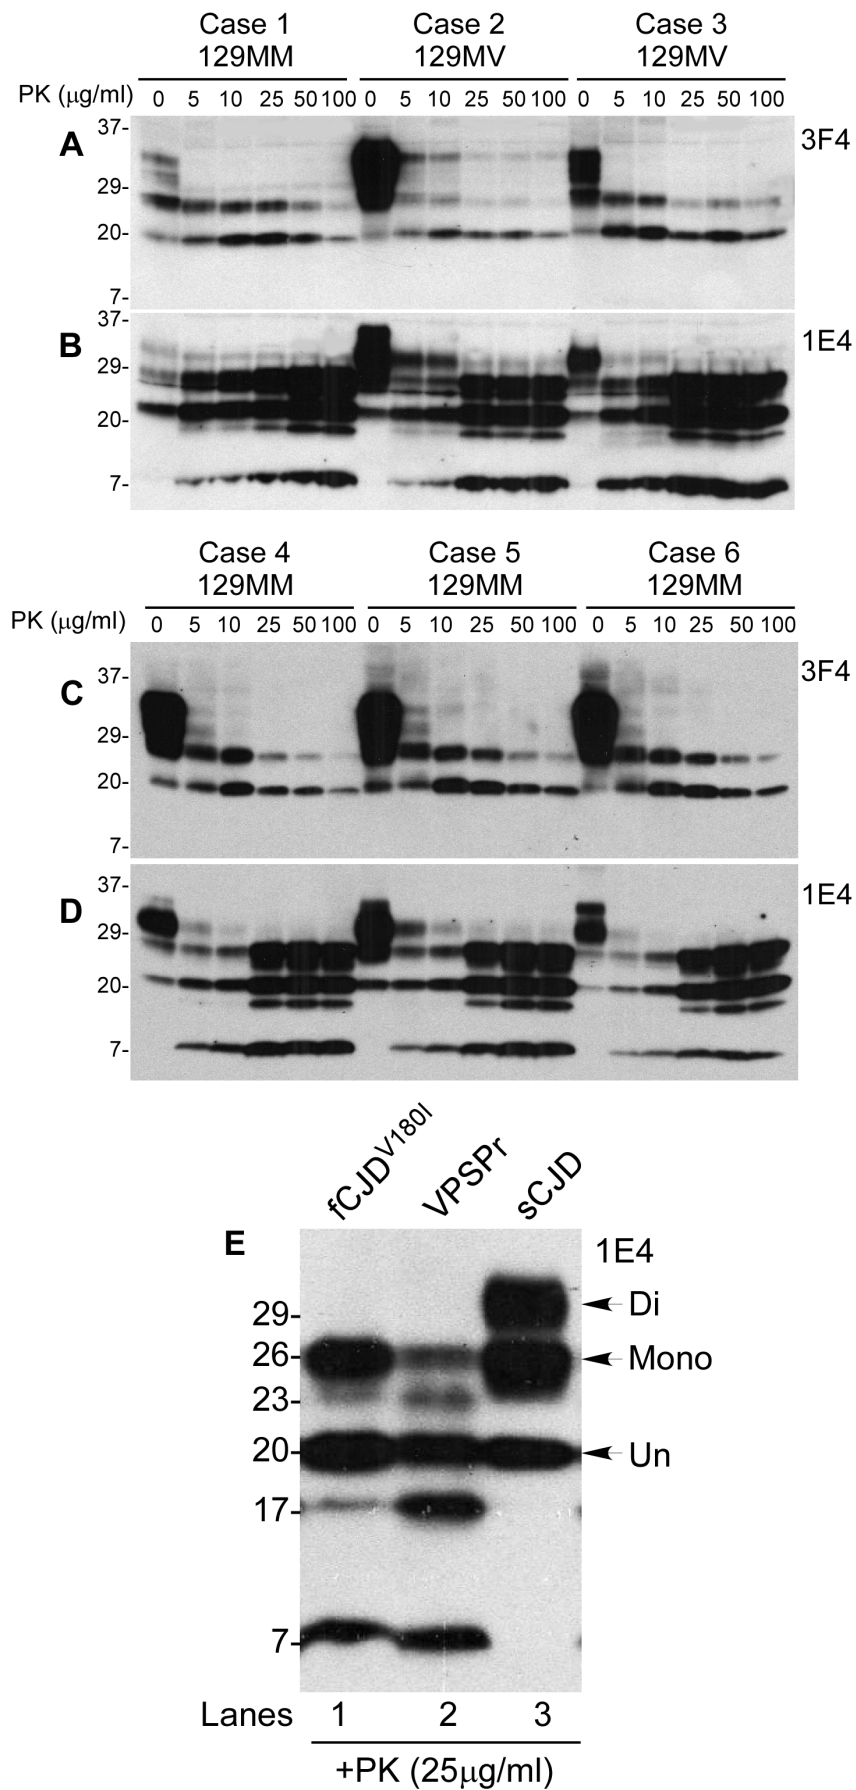 Case 1 Case 2 Case 3
129MM 129MV 129MV
PK (µg/ml) 0 5 10 25 50 100 0 5 10 25 50 100 0 5 10 25 50 100
A 37- 3F4
29-
20-
7-
37-
B 1E4
29-
20-
7-
Case 4 Case 5 Case 6
129MM 129MM 129MM
PK (µg/ml) 0 5 10 25 50 100 0 5 10 25 50 100 0 5 10 25 50 100
37- 3F4
C
29-
20-
7-
37- 1E4
D
29-
20-
7-
fCJDV180I VPSPr sCJD
E 1E4
29- Di
26- Mono
23-
20- Un
17-
7-
Lanes 1 2 3
+PK (25µg/ml)